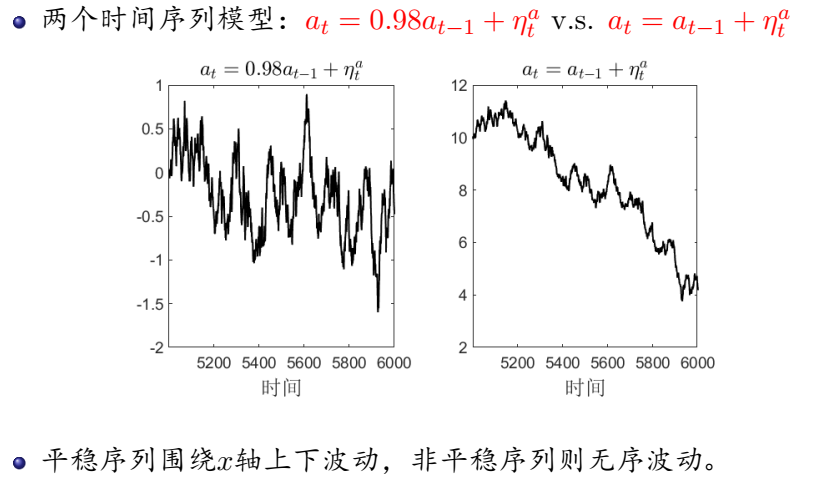 两个时间序列模型：a_t = 0.98a_{t−1} + η_t^a v.s. a_t = a_{t−1} + η_t^a
a_t = 0.98a_{t−1} + η_t^a
1
0.5
0
-0.5
-1
-1.5
-2
5200 5400 5600 5800 6000
时间
a_t = a_{t−1} + η_t^a
12
10
8
6
4
2
5200 5400 5600 5800 6000
时间
平稳序列围绕x轴上下波动，非平稳序列则无序波动。